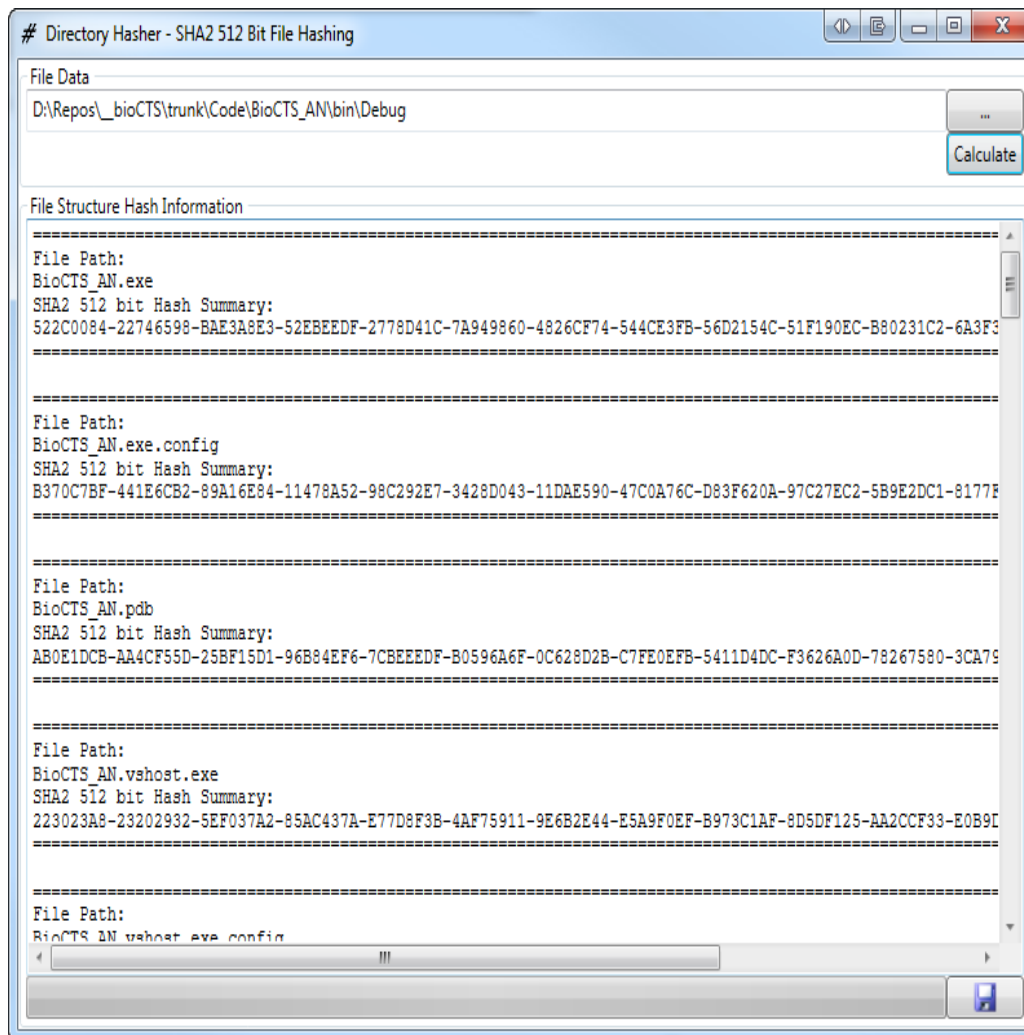 # Directory Hasher - SHA2 512 Bit File Hashing
File Data
D:\Repos\__bioCTS\trunk\Code\BioCTS_AN\bin\Debug
...
Calculate
File Structure Hash Information
================================================================================================
File Path:
BioCTS_AN.exe
SHA2 512 bit Hash Summary:
522C0084-22746598-BAE3A8E3-52EBEEDF-2778D41C-7A949860-4826CF74-544CE3FB-56D2154C-51F190EC-B80231C2-6A3F3
================================================================================================
================================================================================================
File Path:
BioCTS_AN.exe.config
SHA2 512 bit Hash Summary:
B370C7BF-441E6CB2-89A16E84-11478A52-98C292E7-3428D043-11DAE590-47C0A76C-D83F620A-97C27EC2-5B9E2DC1-8177F
================================================================================================
================================================================================================
File Path:
BioCTS_AN.pdb
SHA2 512 bit Hash Summary:
AB0E1DCB-AA4CF55D-25BF15D1-96B84EF6-7CBEEEDF-B0596A6F-0C628D2B-C7FE0EFB-5411D4DC-F3626A0D-78267580-3CA79
================================================================================================
================================================================================================
File Path:
BioCTS_AN.vshost.exe
SHA2 512 bit Hash Summary:
223023A8-23202932-5EF037A2-85AC437A-E77D8F3B-4AF75911-9E6B2E44-E5A9F0EF-B973C1AF-8D5DF125-AA2CCF33-E0B9D
================================================================================================
================================================================================================
File Path:
BioCTS_AN.vshost.exe.config